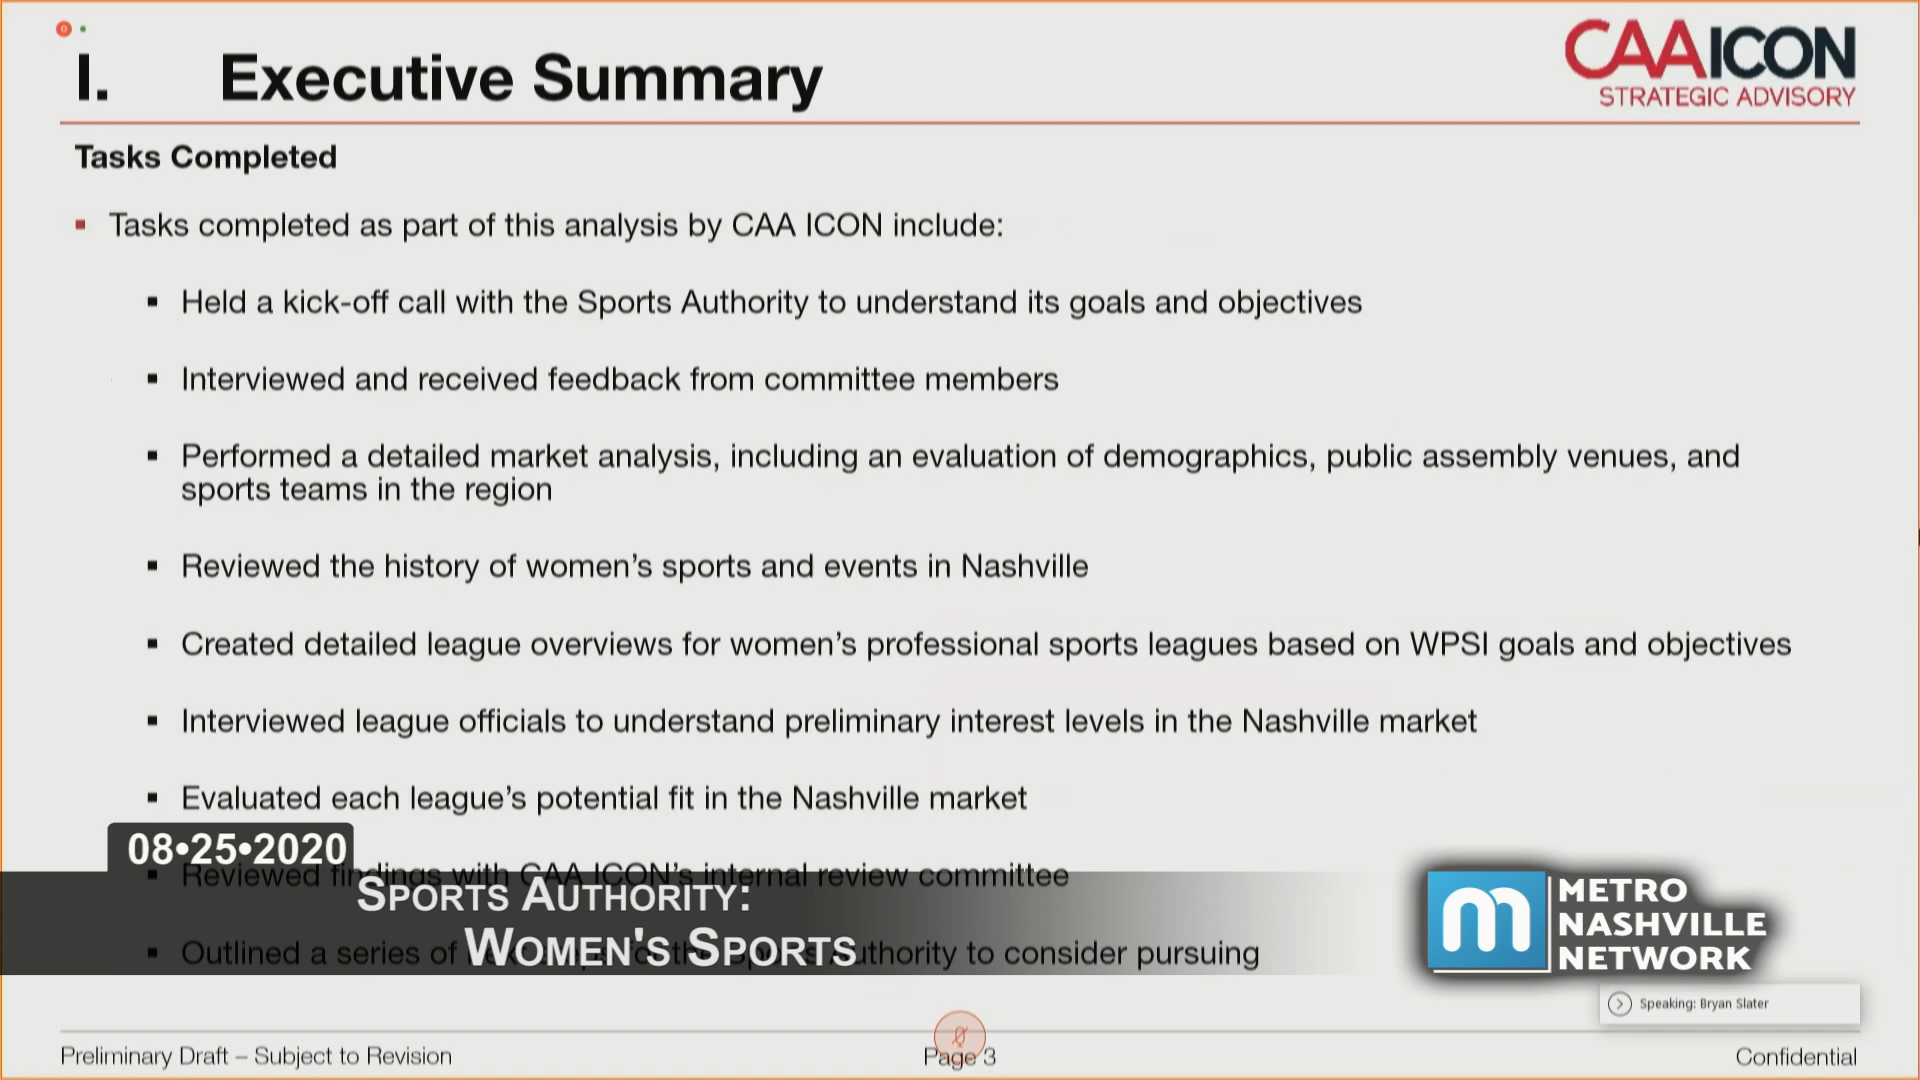 CAAICON
STRATEGIC ADVISORY
I. Executive Summary
Tasks Completed
▪ Tasks completed as part of this analysis by CAA ICON include:
▪ Held a kick-off call with the Sports Authority to understand its goals and objectives
▪ Interviewed and received feedback from committee members
▪ Performed a detailed market analysis, including an evaluation of demographics, public assembly venues, and
sports teams in the region
▪ Reviewed the history of women’s sports and events in Nashville
▪ Created detailed league overviews for women’s professional sports leagues based on WPSI goals and objectives
▪ Interviewed league officials to understand preliminary interest levels in the Nashville market
▪ Evaluated each league’s potential fit in the Nashville market
▪ Reviewed findings with CAA ICON’s internal review committee
▪ Outlined a series of Authority to consider pursuing
08•25•2020
Sports Authority:
Women's Sports
m
METRO
NASHVILLE
NETWORK
Speaking: Bryan Slater
Preliminary Draft – Subject to Revision
Page 3
Confidential